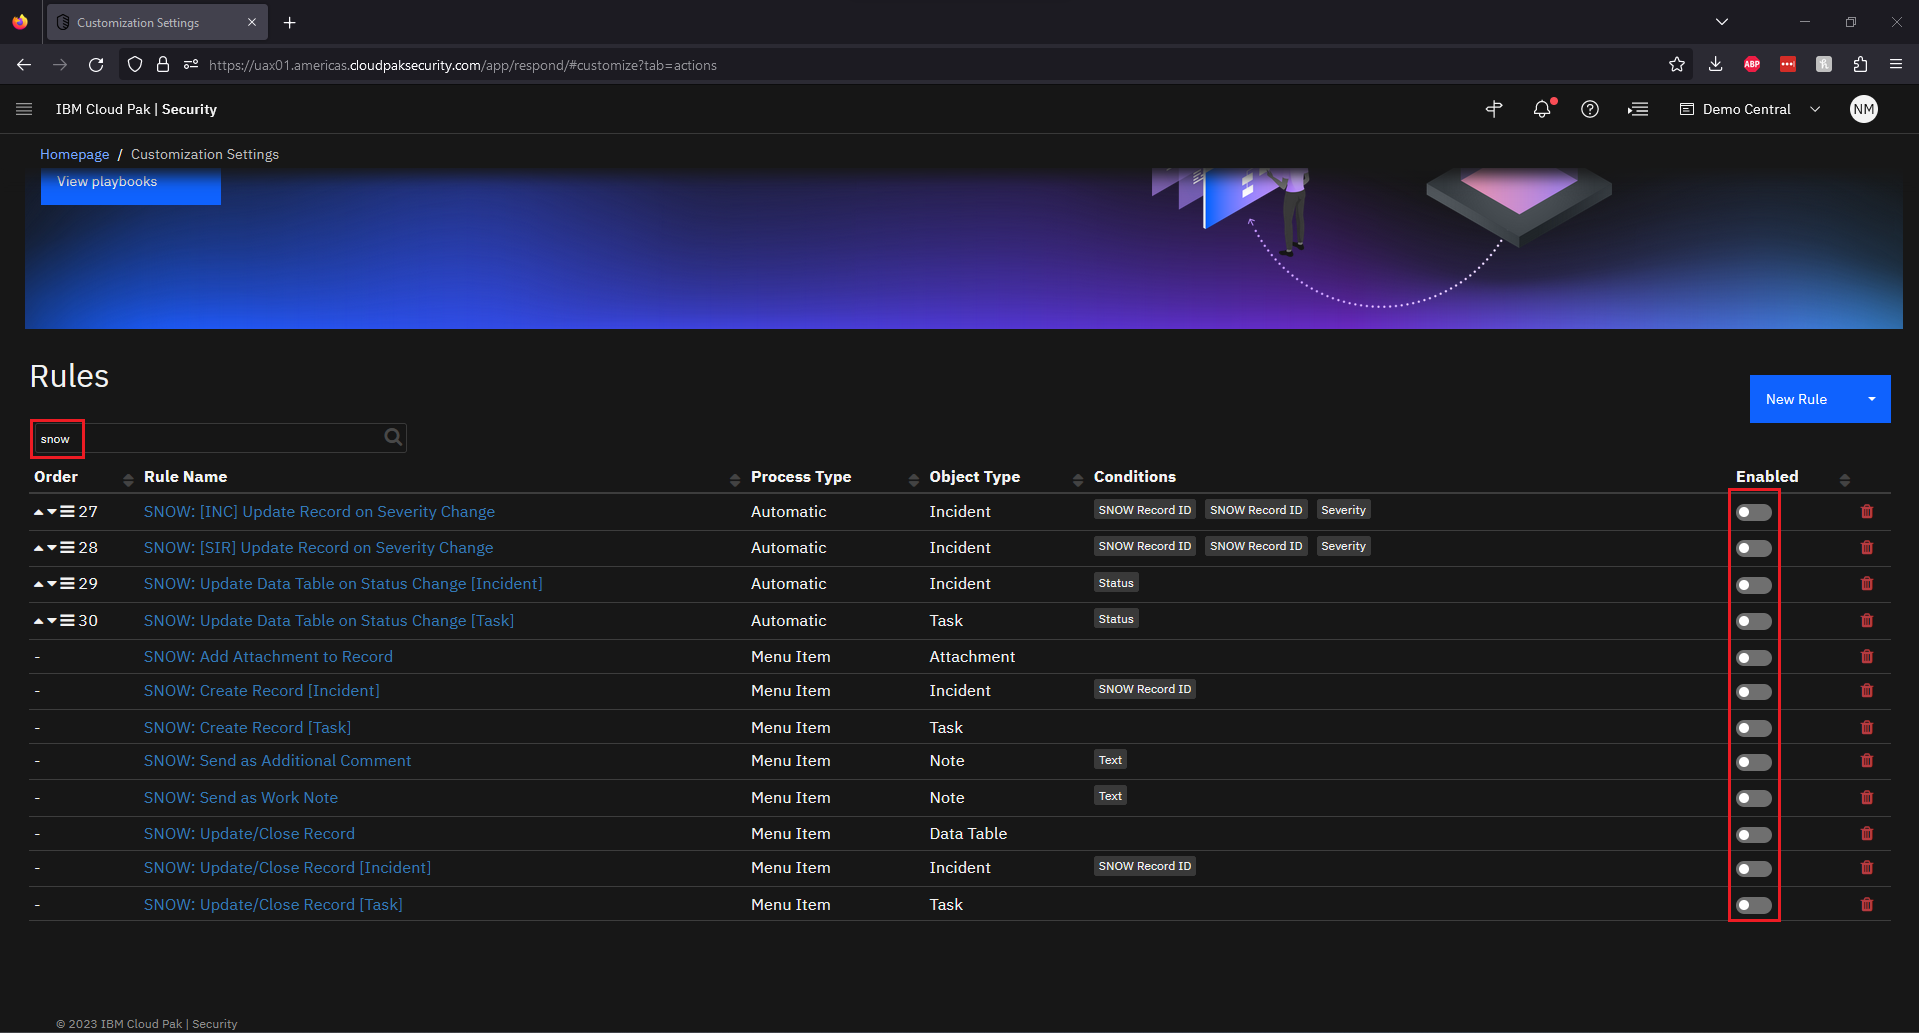 Customization Settings
https://uax01.americas.cloudpaksecurity.com/app/respond/#customize?tab=actions
ABP
IBM Cloud Pak | Security
Demo Central
NM
Homepage / Customization Settings
View playbooks
Rules
New Rule
snow
Order Rule Name Process Type Object Type Conditions Enabled
27 SNOW: [INC] Update Record on Severity Change Automatic Incident SNOW Record ID SNOW Record ID Severity
28 SNOW: [SIR] Update Record on Severity Change Automatic Incident SNOW Record ID SNOW Record ID Severity
29 SNOW: Update Data Table on Status Change [Incident] Automatic Incident Status
30 SNOW: Update Data Table on Status Change [Task] Automatic Task Status
- SNOW: Add Attachment to Record Menu Item Attachment
- SNOW: Create Record [Incident] Menu Item Incident SNOW Record ID
- SNOW: Create Record [Task] Menu Item Task
- SNOW: Send as Additional Comment Menu Item Note Text
- SNOW: Send as Work Note Menu Item Note Text
- SNOW: Update/Close Record Menu Item Data Table
- SNOW: Update/Close Record [Incident] Menu Item Incident SNOW Record ID
- SNOW: Update/Close Record [Task] Menu Item Task
© 2023 IBM Cloud Pak | Security